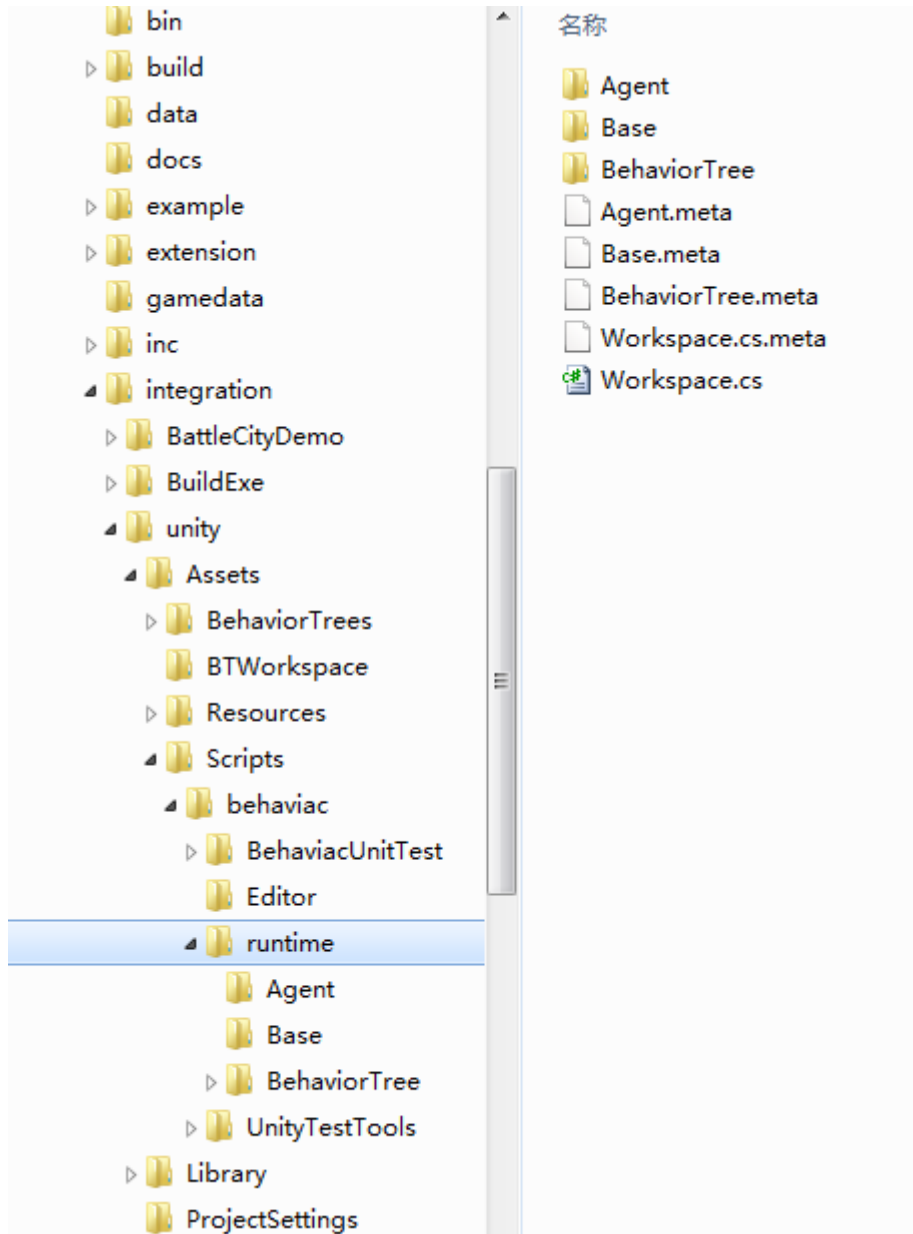 bin
build
data
docs
example
extension
gamedata
inc
integration
BattleCityDemo
BuildExe
unity
Assets
BehaviorTrees
BTWorkspace
Resources
Scripts
behaviac
BehaviacUnitTest
Editor
runtime
Agent
Base
BehaviorTree
UnityTestTools
Library
ProjectSettings
名称
Agent
Base
BehaviorTree
Agent.meta
Base.meta
BehaviorTree.meta
Workspace.cs.meta
Workspace.cs